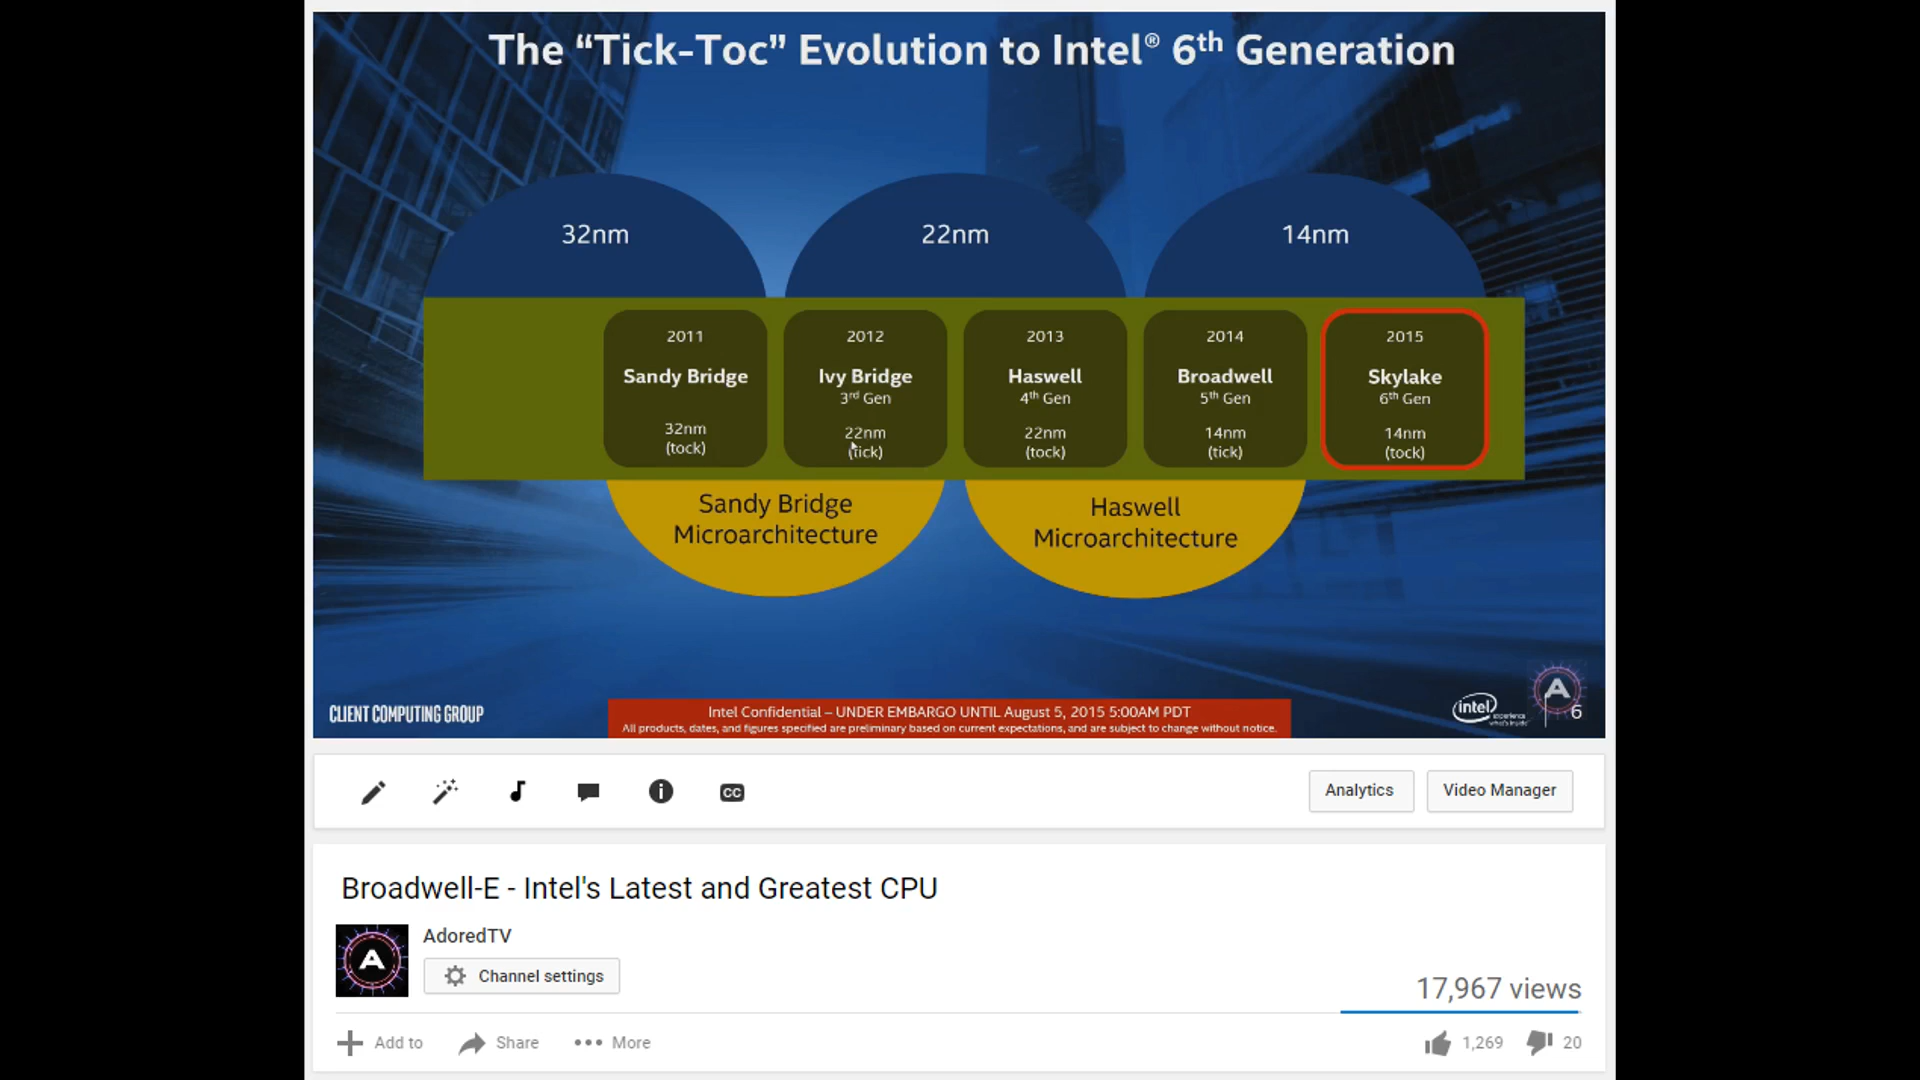 The “Tick-Toc” Evolution to Intel® 6th Generation
32nm
22nm
14nm
2011
Sandy Bridge
32nm
(tock)
2012
Ivy Bridge
3rd Gen
22nm
(tick)
2013
Haswell
4th Gen
22nm
(tock)
2014
Broadwell
5th Gen
14nm
(tick)
2015
Skylake
6th Gen
14nm
(tock)
Sandy Bridge
Microarchitecture
Haswell
Microarchitecture
CLIENT COMPUTING GROUP
Intel Confidential – UNDER EMBARGO UNTIL August 5, 2015 5:00AM PDT
All products, dates, and figures specified are preliminary based on current expectations, and are subject to change without notice.
intel
experience
what's inside
A
6
CC
Analytics
Video Manager
Broadwell-E - Intel's Latest and Greatest CPU
A
AdoredTV
Channel settings
17,967 views
Add to
Share
More
1,269
20